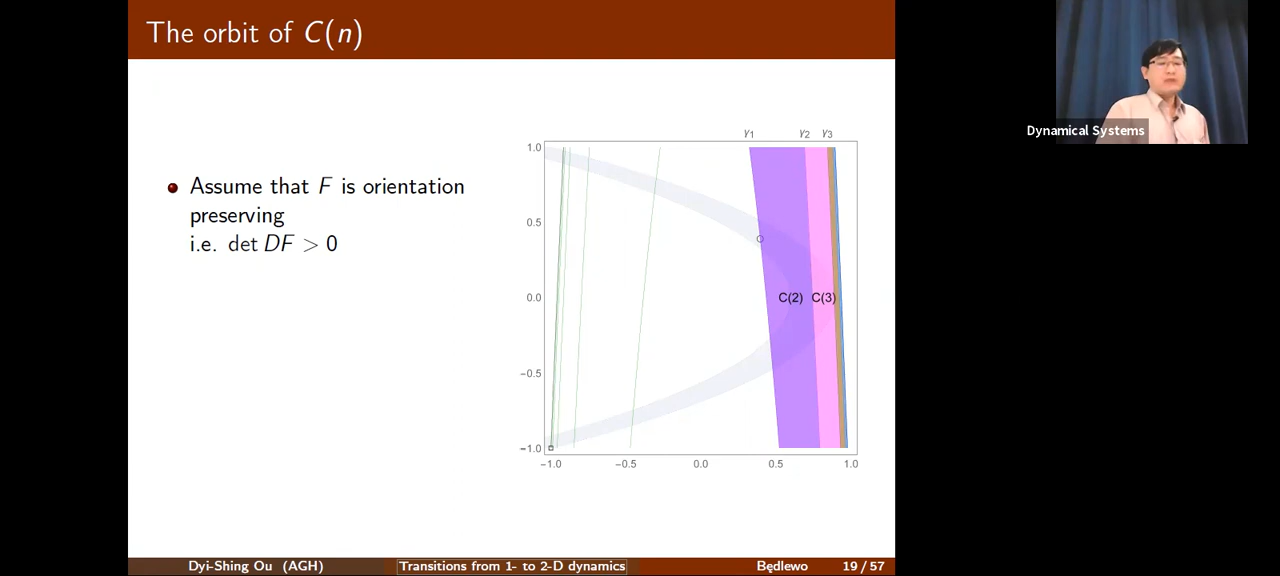 The orbit of C(n)
Dynamical Systems
Assume that F is orientation
preserving
i.e. det DF > 0
γ1 γ2 γ3
1.0
0.5
0.0
−0.5
−1.0
C(2) C(3)
−1.0 −0.5 0.0 0.5 1.0
Dyi-Shing Ou (AGH) Transitions from 1- to 2-D dynamics Będlewo 19 / 57